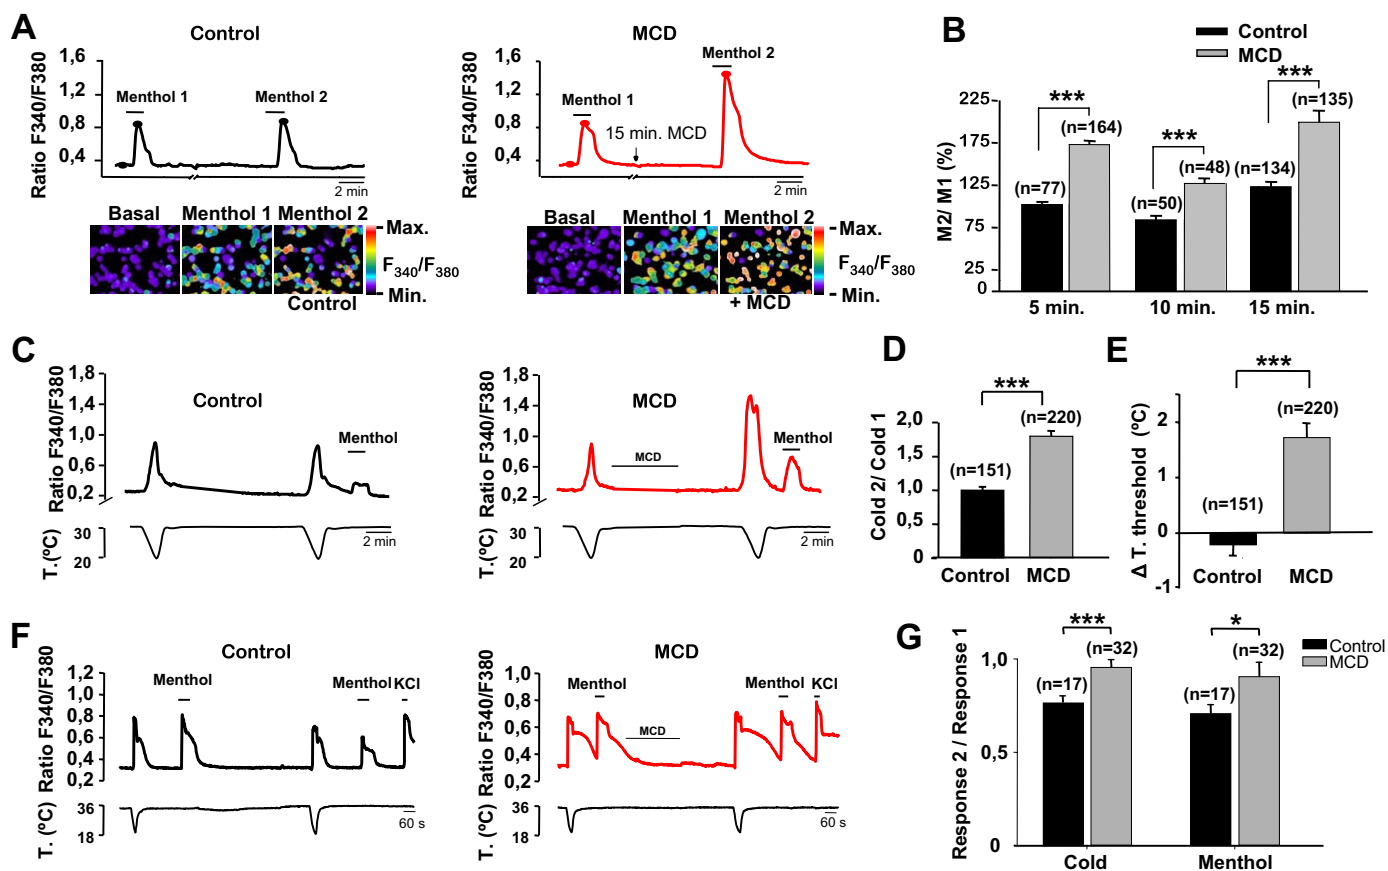 A
Control
Ratio F340/F380
1,6
1,2
0,8
0,4
Menthol 1
Menthol 2
2 min
Basal
Menthol 1
Menthol 2
Max.
F340/F380
Min.
Control
MCD
Ratio F340/F380
1,6
1,2
0,8
0,4
Menthol 1
15 min. MCD
Menthol 2
2 min
Basal
Menthol 1
Menthol 2
Max.
F340/F380
Min.
+ MCD
B
Control
MCD
M2/ M1 (%)
225
175
125
75
25
0
***
(n=77)
(n=164)
***
(n=50)
(n=48)
***
(n=134)
(n=135)
5 min.
10 min.
15 min.
C
Control
Ratio F340/F380
1,8
1,4
1,0
0,6
0,2
Menthol
T.(ºC)
30
20
2 min
MCD
Ratio F340/F380
1,8
1,4
1,0
0,6
0,2
MCD
Menthol
T.(ºC)
30
20
2 min
D
Cold 2/ Cold 1
2,0
1,5
1,0
0,5
0
***
(n=151)
(n=220)
Control
MCD
E
Δ T. threshold (ºC)
2
1
0
-1
***
(n=151)
(n=220)
Control
MCD
F
Control
Ratio F340/F380
1,2
1,0
0,8
0,6
0,4
0,2
Menthol
Menthol
KCl
T. (ºC)
36
18
60 s
MCD
Ratio F340/F380
1,0
0,8
0,6
0,4
0,2
Menthol
MCD
Menthol
KCl
T. (ºC)
36
18
60 s
G
Control
MCD
Response 2 / Response 1
1,0
0,5
0
***
(n=17)
(n=32)
*
(n=17)
(n=32)
Cold
Menthol